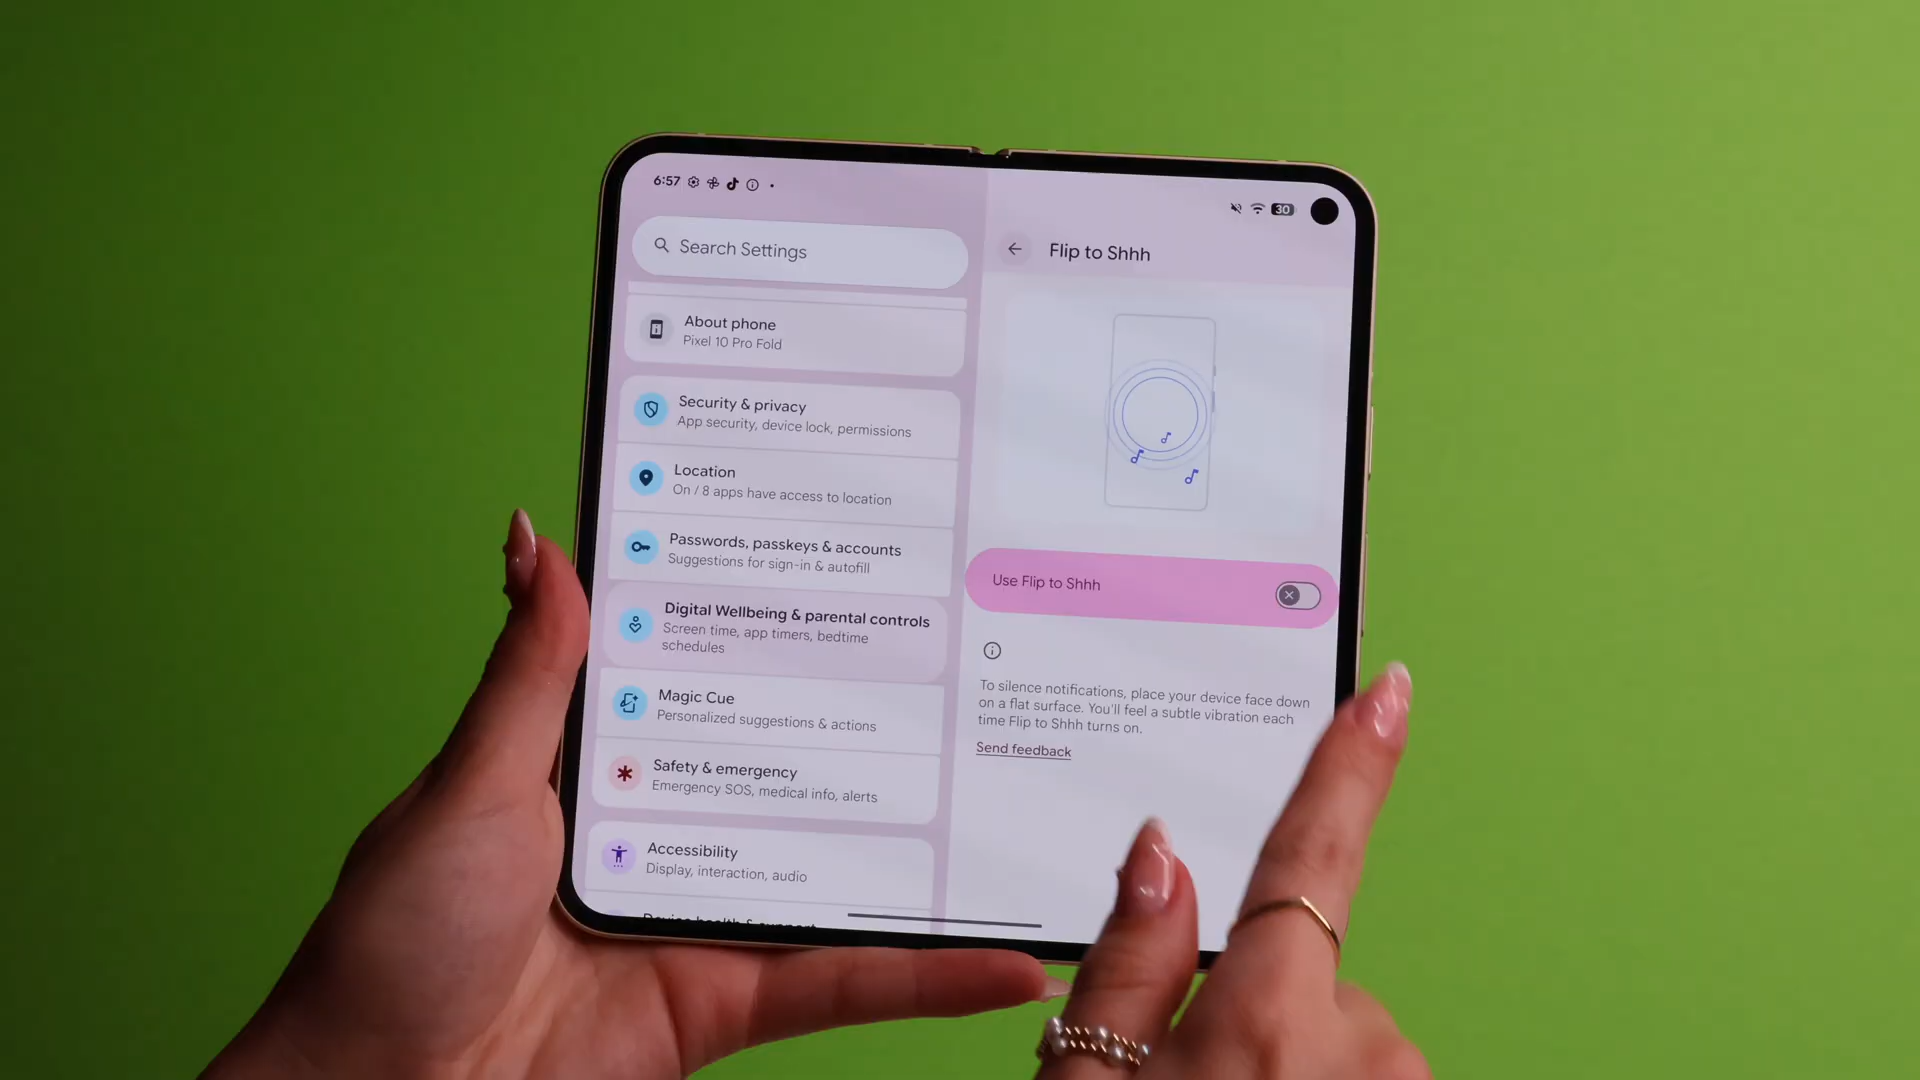 6:57
30
Search Settings
About phone
Pixel 10 Pro Fold
Security & privacy
App security, device lock, permissions
Location
On / 8 apps have access to location
Passwords, passkeys & accounts
Suggestions for sign-in & autofill
Digital Wellbeing & parental controls
Screen time, app timers, bedtime
schedules
Magic Cue
Personalized suggestions & actions
Safety & emergency
Emergency SOS, medical info, alerts
Accessibility
Display, interaction, audio
Device health & support
Flip to Shhh
Use Flip to Shhh
To silence notifications, place your device face down
on a flat surface. You'll feel a subtle vibration each
time Flip to Shhh turns on.
Send feedback